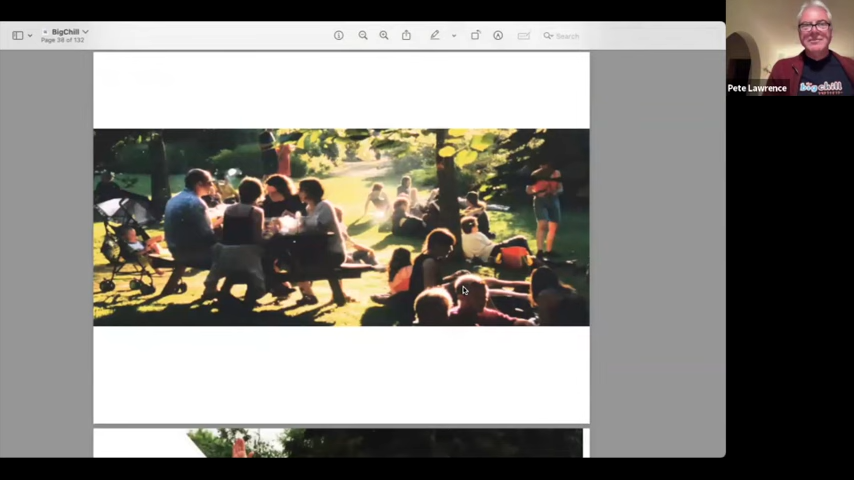 BigChill
Page 38 of 132
Search
Pete Lawrence
big chill